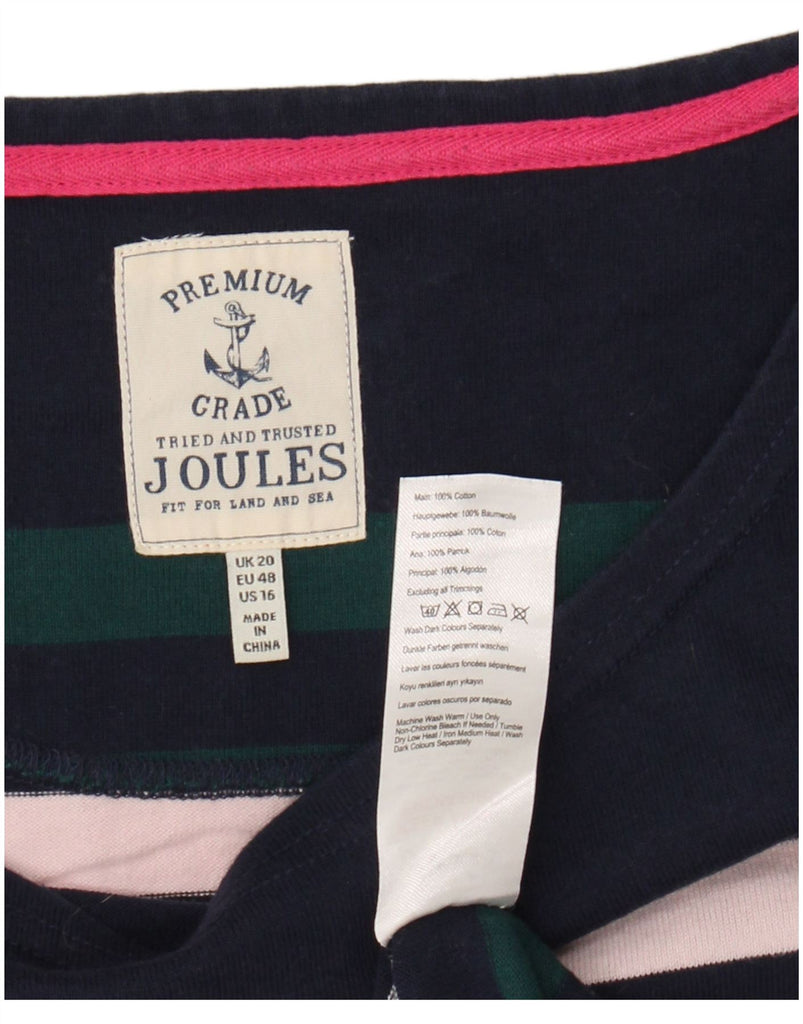 PREMIUM
GRADE
TRIED AND TRUSTED
JOULES
FIT FOR LAND AND SEA
UK 20
EU 48
US 16
MADE
IN
CHINA
Main: 100% Cotton
Hauptgewebe: 100% Baumwolle
Partie principale: 100% Coton
Ana: 100% Pamuk
Principal: 100% Algodón
Excluding all Trimmings
40
Wash Dark Colours Separately
Dunkle Farben getrennt waschen
Lavar les couleurs foncées séparément
Koyu renklileri ayrı yıkayın
Lavar colores oscuros por separado
Machine Wash Warm / Use Only
Non-Chlorine Bleach If Needed / Tumble
Dry Low Heat / Iron Medium Heat / Wash
Dark Colours Separately